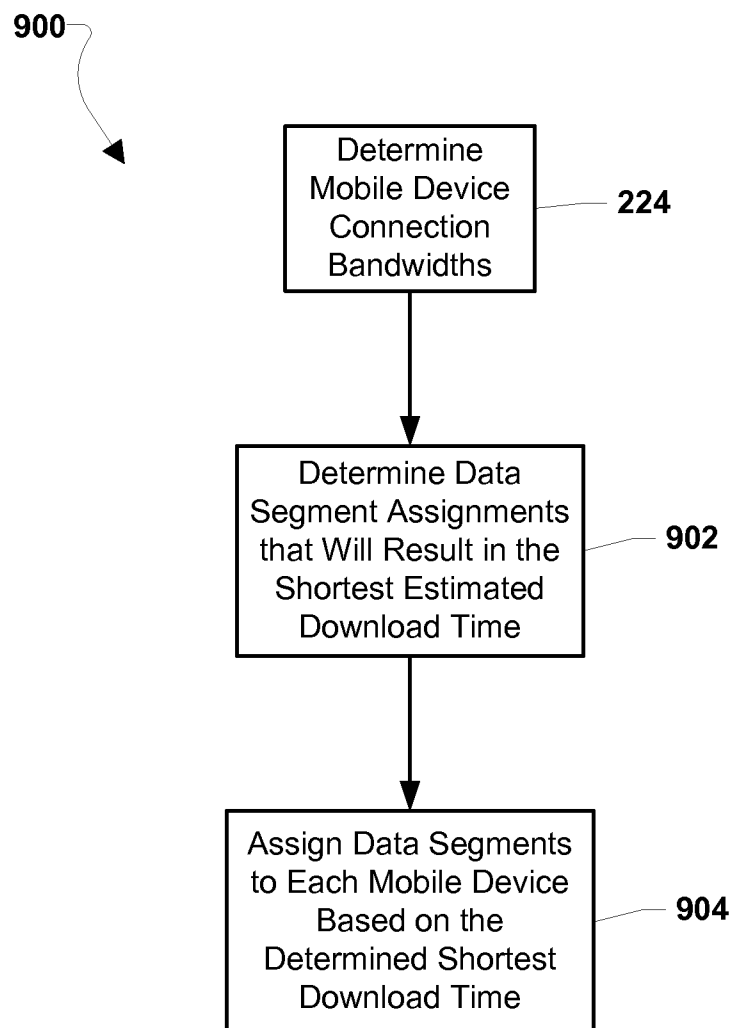 900
Determine
Mobile Device
Connection
Bandwidths
224
Determine Data
Segment Assignments
that Will Result in the
Shortest Estimated
Download Time
902
Assign Data Segments
to Each Mobile Device
Based on the
Determined Shortest
Download Time
904